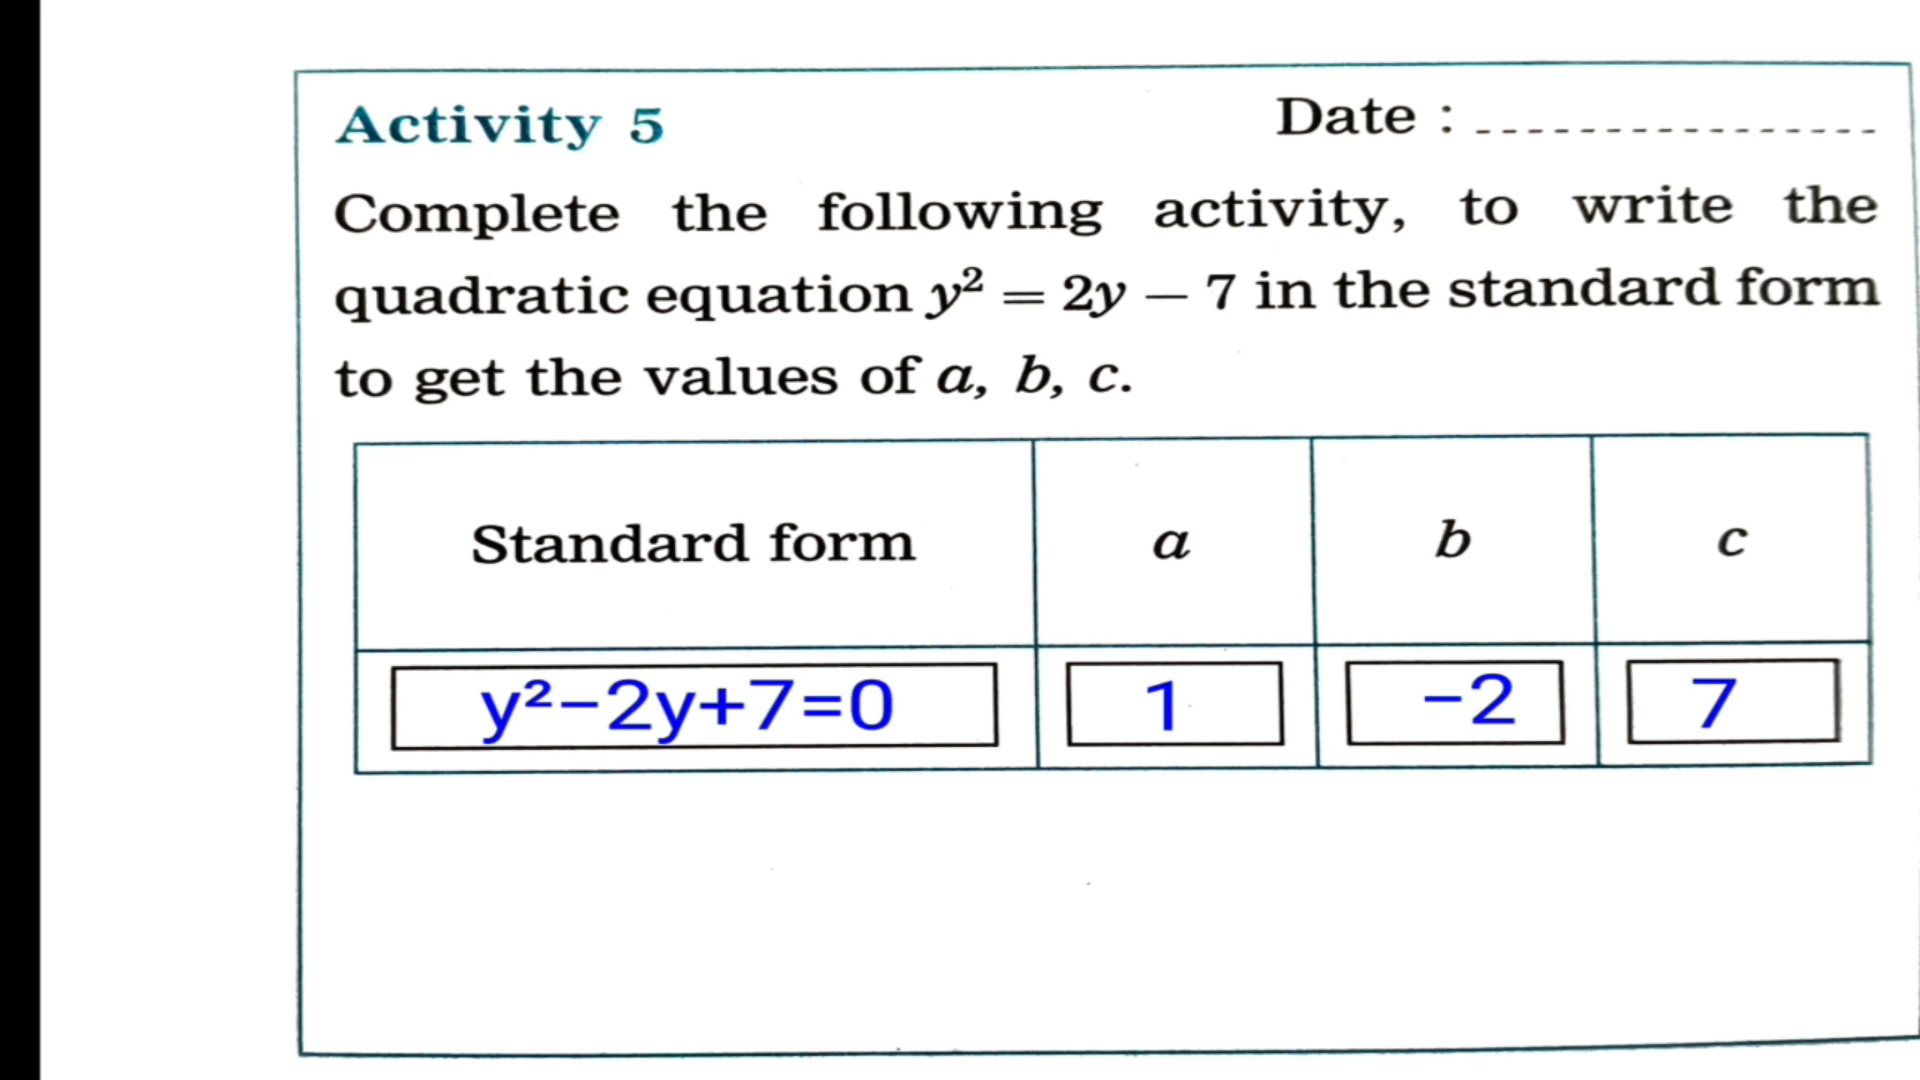 Activity 5
Date : ----------------
Complete the following activity, to write the
quadratic equation y² = 2y – 7 in the standard form
to get the values of a, b, c.
Standard form a b c
y²−2y+7=0 1 −2 7